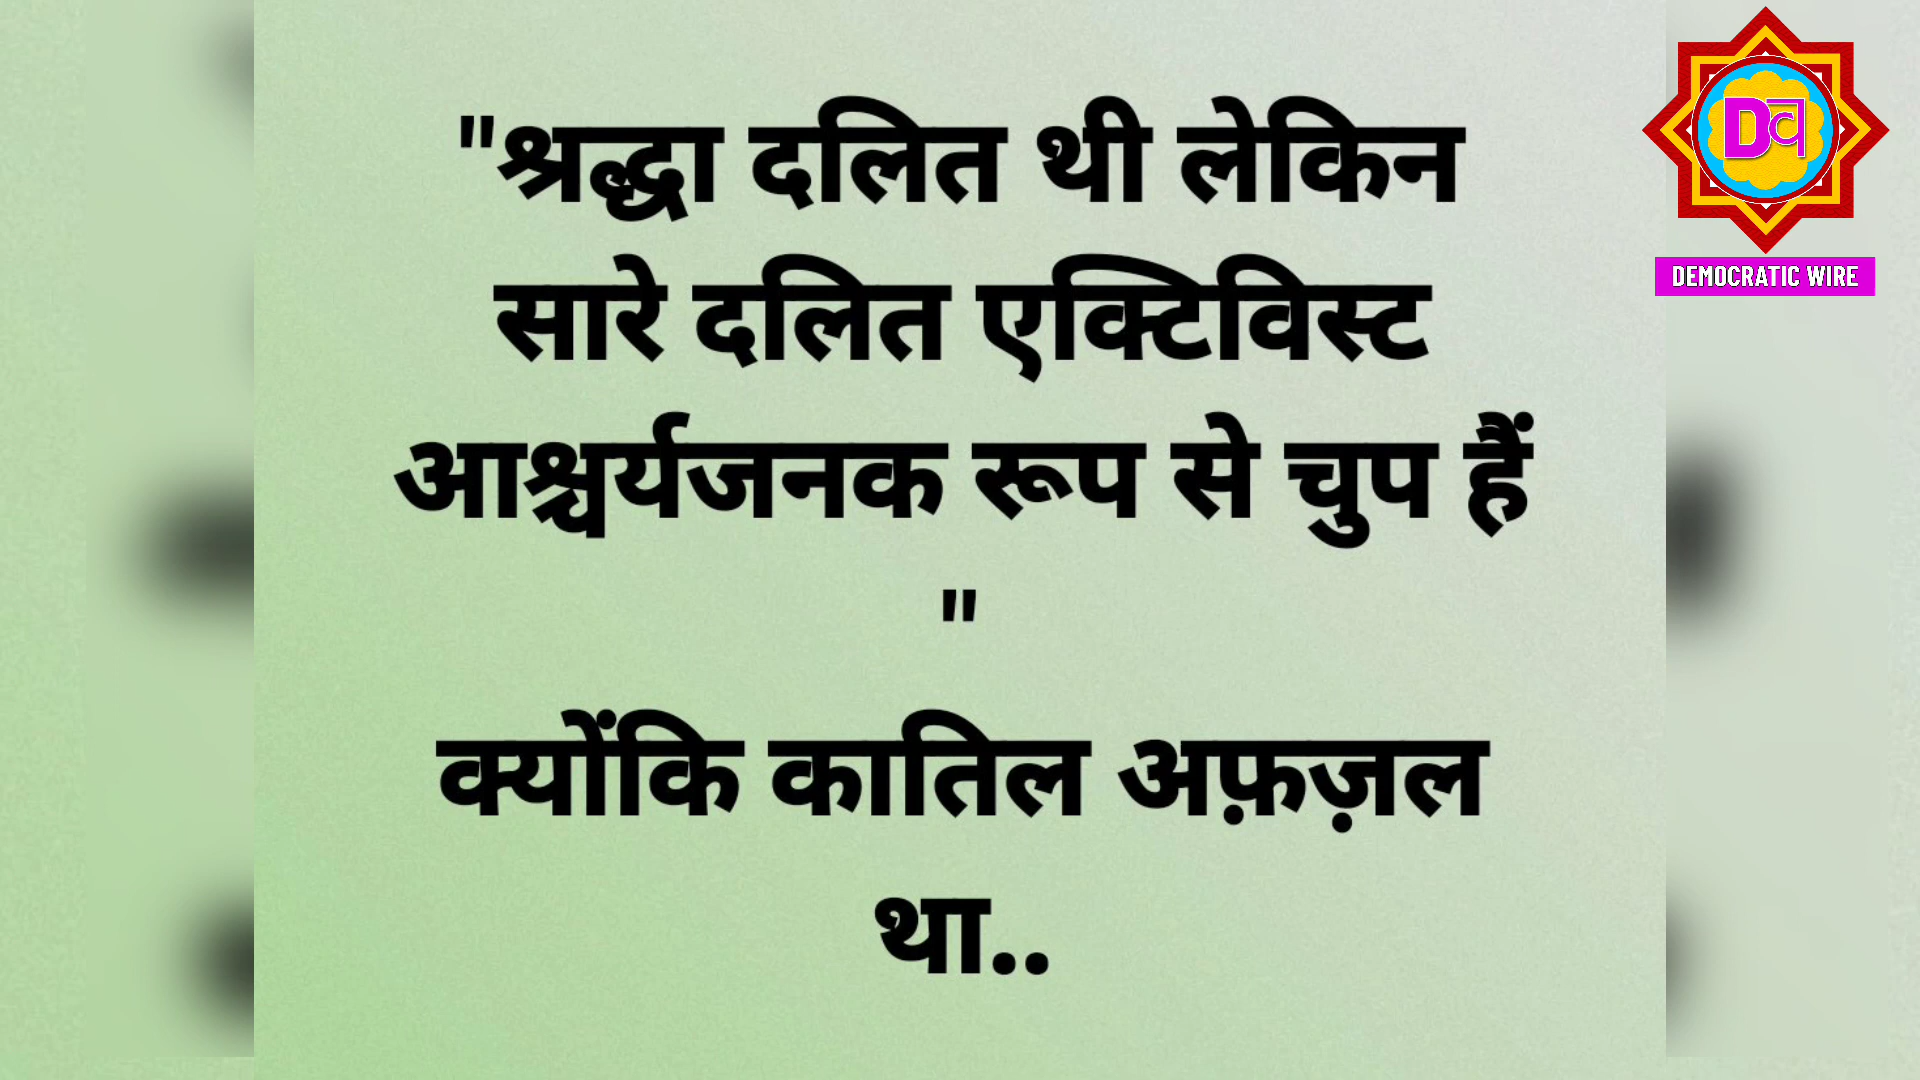 "श्रद्धा दलित थी लेकिन
सारे दलित एक्टिविस्ट
आश्चर्यजनक रूप से चुप हैं
"
क्योंकि कातिल अफ़ज़ल
था..
Dव
DEMOCRATIC WIRE